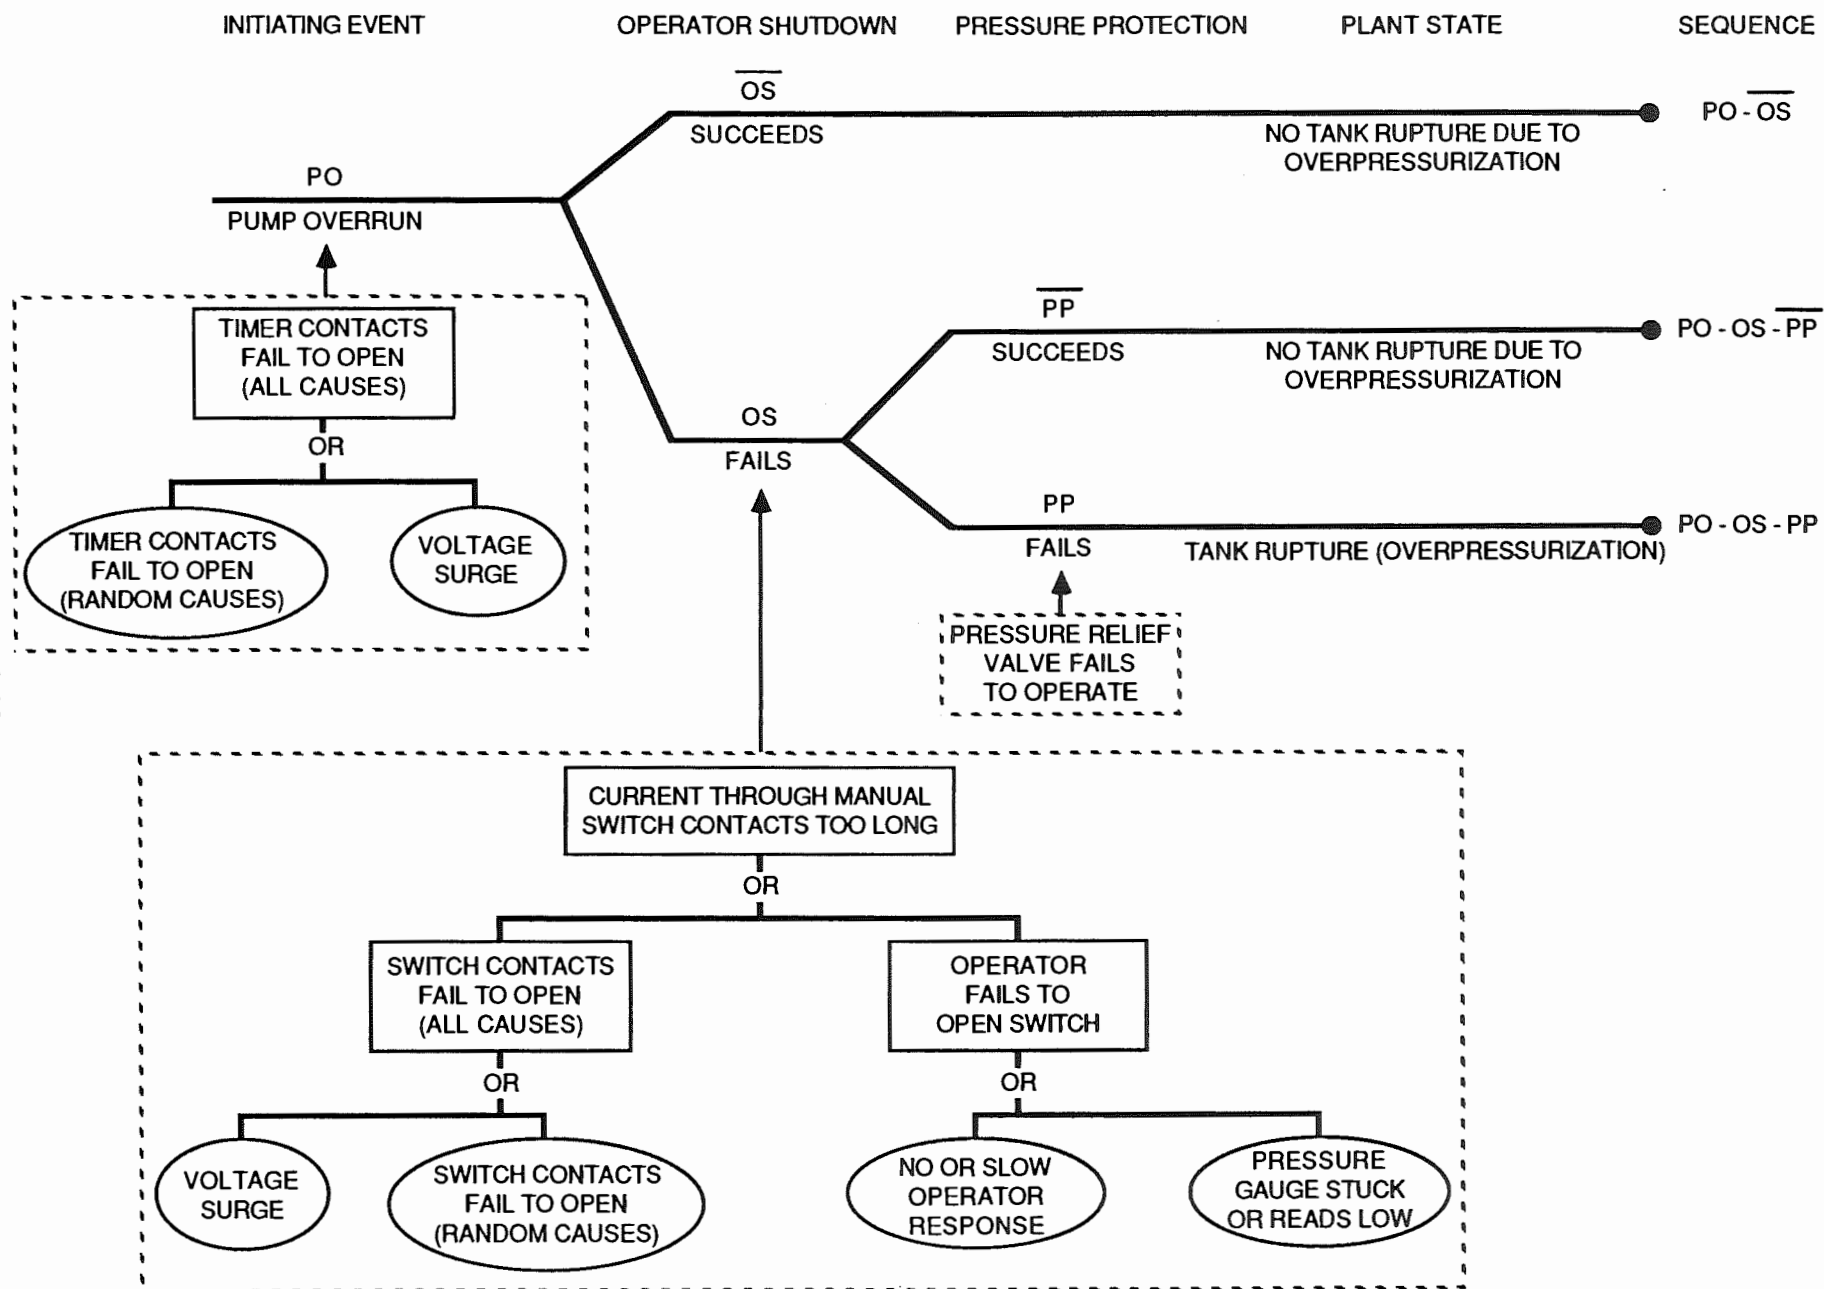 INITIATING EVENT
OPERATOR SHUTDOWN
PRESSURE PROTECTION
PLANT STATE
SEQUENCE
OS
SUCCEEDS
NO TANK RUPTURE DUE TO
OVERPRESSURIZATION
PO - OS
PO
PUMP OVERRUN
TIMER CONTACTS
FAIL TO OPEN
(ALL CAUSES)
OR
TIMER CONTACTS
FAIL TO OPEN
(RANDOM CAUSES)
VOLTAGE
SURGE
PP
SUCCEEDS
NO TANK RUPTURE DUE TO
OVERPRESSURIZATION
PO - OS - PP
OS
FAILS
PP
FAILS
TANK RUPTURE (OVERPRESSURIZATION)
PO - OS - PP
PRESSURE RELIEF
VALVE FAILS
TO OPERATE
CURRENT THROUGH MANUAL
SWITCH CONTACTS TOO LONG
OR
SWITCH CONTACTS
FAIL TO OPEN
(ALL CAUSES)
OR
VOLTAGE
SURGE
SWITCH CONTACTS
FAIL TO OPEN
(RANDOM CAUSES)
OPERATOR
FAILS TO
OPEN SWITCH
OR
NO OR SLOW
OPERATOR
RESPONSE
PRESSURE
GAUGE STUCK
OR READS LOW